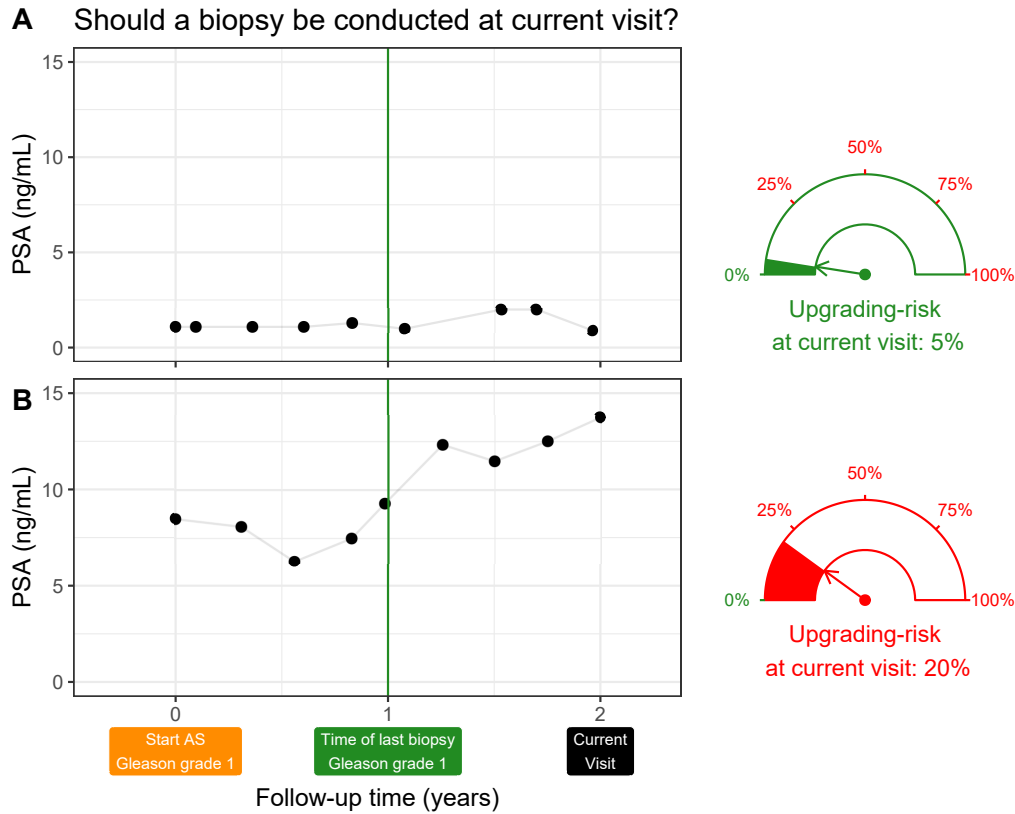 A Should a biopsy be conducted at current visit?
PSA (ng/mL)
15
10
5
0
50%
25%
75%
0%
100%
Upgrading-risk
at current visit: 5%
B
PSA (ng/mL)
15
10
5
0
50%
25%
75%
0%
100%
Upgrading-risk
at current visit: 20%
0
1
2
Start AS
Gleason grade 1
Time of last biopsy
Gleason grade 1
Current
Visit
Follow-up time (years)